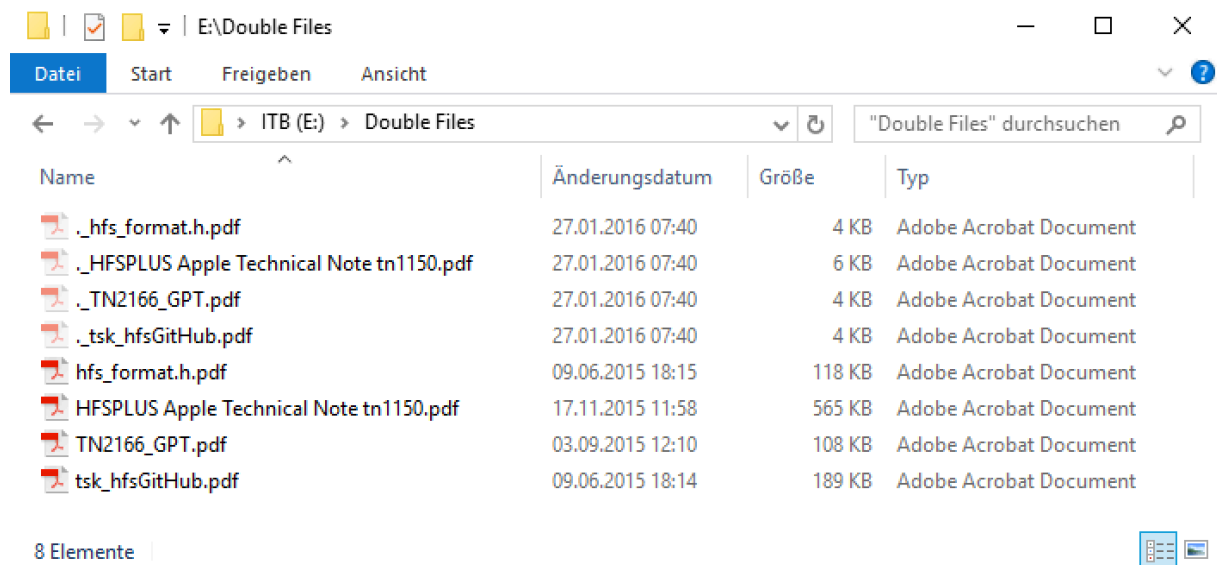 E:\Double Files
Datei Start Freigeben Ansicht ?
ITB (E:) > Double Files "Double Files" durchsuchen
Name Änderungsdatum Größe Typ
._hfs_format.h.pdf 27.01.2016 07:40 4 KB Adobe Acrobat Document
._HFSPLUS Apple Technical Note tn1150.pdf 27.01.2016 07:40 6 KB Adobe Acrobat Document
._TN2166_GPT.pdf 27.01.2016 07:40 4 KB Adobe Acrobat Document
._tsk_hfsGitHub.pdf 27.01.2016 07:40 4 KB Adobe Acrobat Document
hfs_format.h.pdf 09.06.2015 18:15 118 KB Adobe Acrobat Document
HFSPLUS Apple Technical Note tn1150.pdf 17.11.2015 11:58 565 KB Adobe Acrobat Document
TN2166_GPT.pdf 03.09.2015 12:10 108 KB Adobe Acrobat Document
tsk_hfsGitHub.pdf 09.06.2015 18:14 189 KB Adobe Acrobat Document
8 Elemente